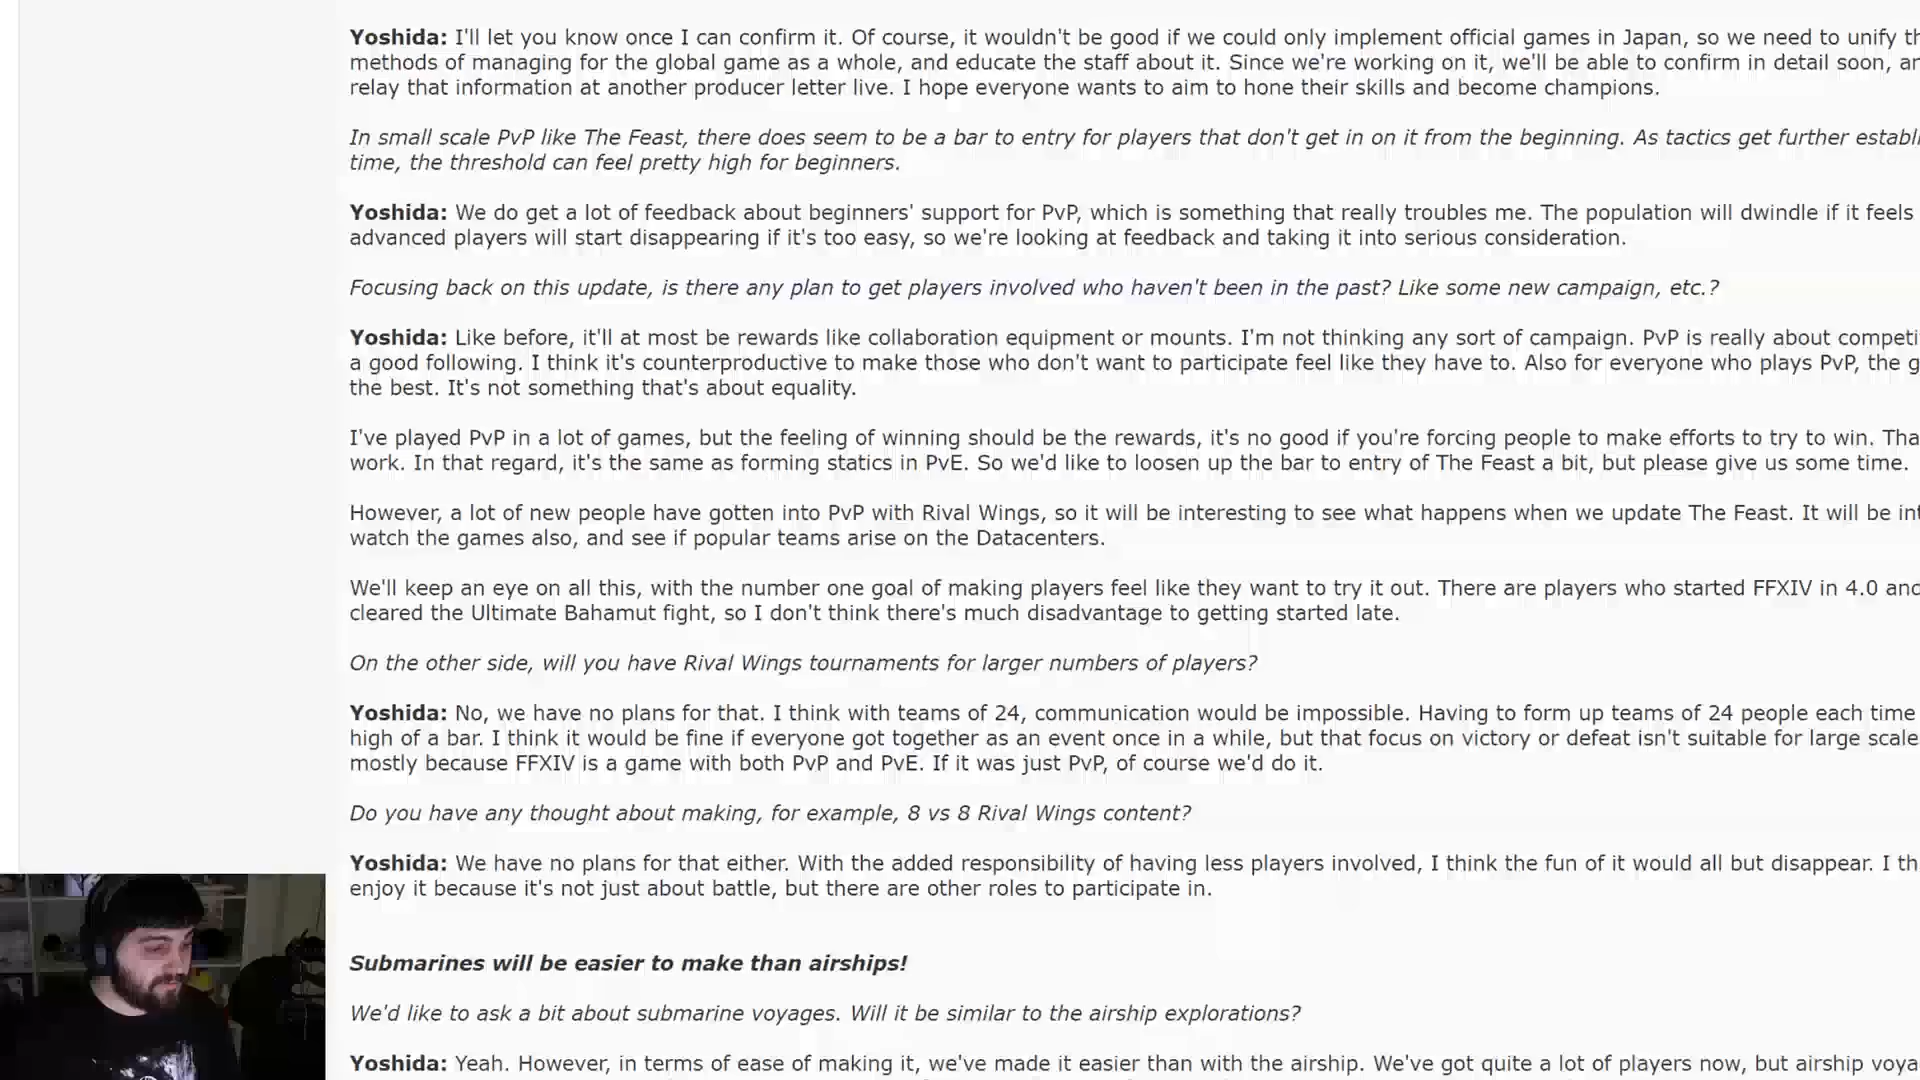 Yoshida: I'll let you know once I can confirm it. Of course, it wouldn't be good if we could only implement official games in Japan, so we need to unify
methods of managing for the global game as a whole, and educate the staff about it. Since we're working on it, we'll be able to confirm in detail soon,
relay that information at another producer letter live. I hope everyone wants to aim to hone their skills and become champions.
In small scale PvP like The Feast, there does seem to be a bar to entry for players that don't get in on it from the beginning. As tactics get further
time, the threshold can feel pretty high for beginners.
Yoshida: We do get a lot of feedback about beginners' support for PvP, which is something that really troubles me. The population will dwindle if it feels
advanced players will start disappearing if it's too easy, so we're looking at feedback and taking it into serious consideration.
Focusing back on this update, is there any plan to get players involved who haven't been in the past? Like some new campaign, etc.?
Yoshida: Like before, it'll at most be rewards like collaboration equipment or mounts. I'm not thinking any sort of campaign. PvP is really about
a good following. I think it's counterproductive to make those who don't want to participate feel like they have to. Also for everyone who plays PvP, the
the best. It's not something that's about equality.
I've played PvP in a lot of games, but the feeling of winning should be the rewards, it's no good if you're forcing people to make efforts to try to win.
work. In that regard, it's the same as forming statics in PvE. So we'd like to loosen up the bar to entry of The Feast a bit, but please give us some time.
However, a lot of new people have gotten into PvP with Rival Wings, so it will be interesting to see what happens when we update The Feast. It will be
watch the games also, and see if popular teams arise on the Datacenters.
We'll keep an eye on all this, with the number one goal of making players feel like they want to try it out. There are players who started FFXIV in 4.0 and
cleared the Ultimate Bahamut fight, so I don't think there's much disadvantage to getting started late.
On the other side, will you have Rival Wings tournaments for larger numbers of players?
Yoshida: No, we have no plans for that. I think with teams of 24, communication would be impossible. Having to form up teams of 24 people each time
high of a bar. I think it would be fine if everyone got together as an event once in a while, but that focus on victory or defeat isn't suitable for large scale
mostly because FFXIV is a game with both PvP and PvE. If it was just PvP, of course we'd do it.
Do you have any thought about making, for example, 8 vs 8 Rival Wings content?
Yoshida: We have no plans for that either. With the added responsibility of having less players involved, I think the fun of it would all but disappear. I
enjoy it because it's not just about battle, but there are other roles to participate in.
Submarines will be easier to make than airships!
We'd like to ask a bit about submarine voyages. Will it be similar to the airship explorations?
Yoshida: Yeah. However, in terms of ease of making it, we've made it easier than with the airship. We've got quite a lot of players now, but airship